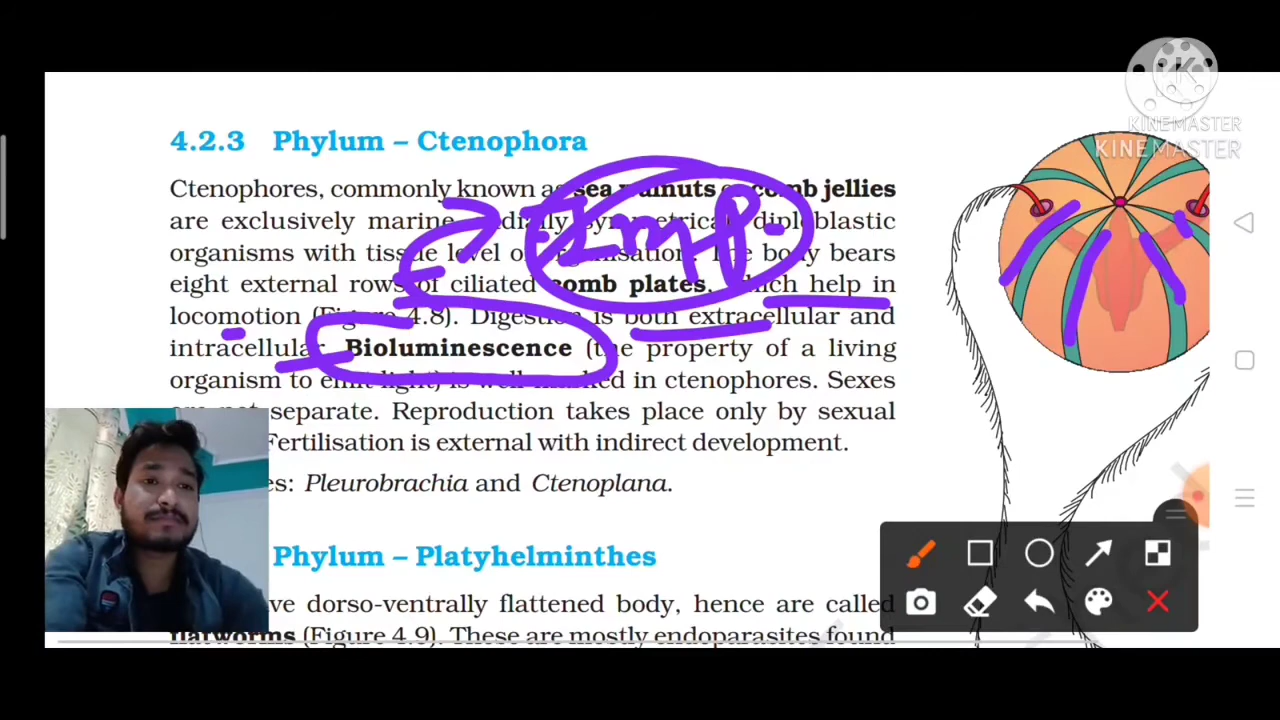 KINEMASTER
KINEMASTER
4.2.3 Phylum – Ctenophora
Ctenophores, commonly known as sea walnuts or comb jellies
are exclusively marine, radially symmetrical, diploblastic
organisms with tissue level of organisation. The body bears
eight external rows of ciliated comb plates, which help in
locomotion (Figure 4.8). Digestion is both extracellular and
intracellular. Bioluminescence (the property of a living
organism to emit light) is well-marked in ctenophores. Sexes
are not separate. Reproduction takes place only by sexual
Fertilisation is external with indirect development.
es: Pleurobrachia and Ctenoplana.
Imp.
Phylum – Platyhelminthes
ve dorso-ventrally flattened body, hence are called
flatworms (Figure 4.9). These are mostly endoparasites found